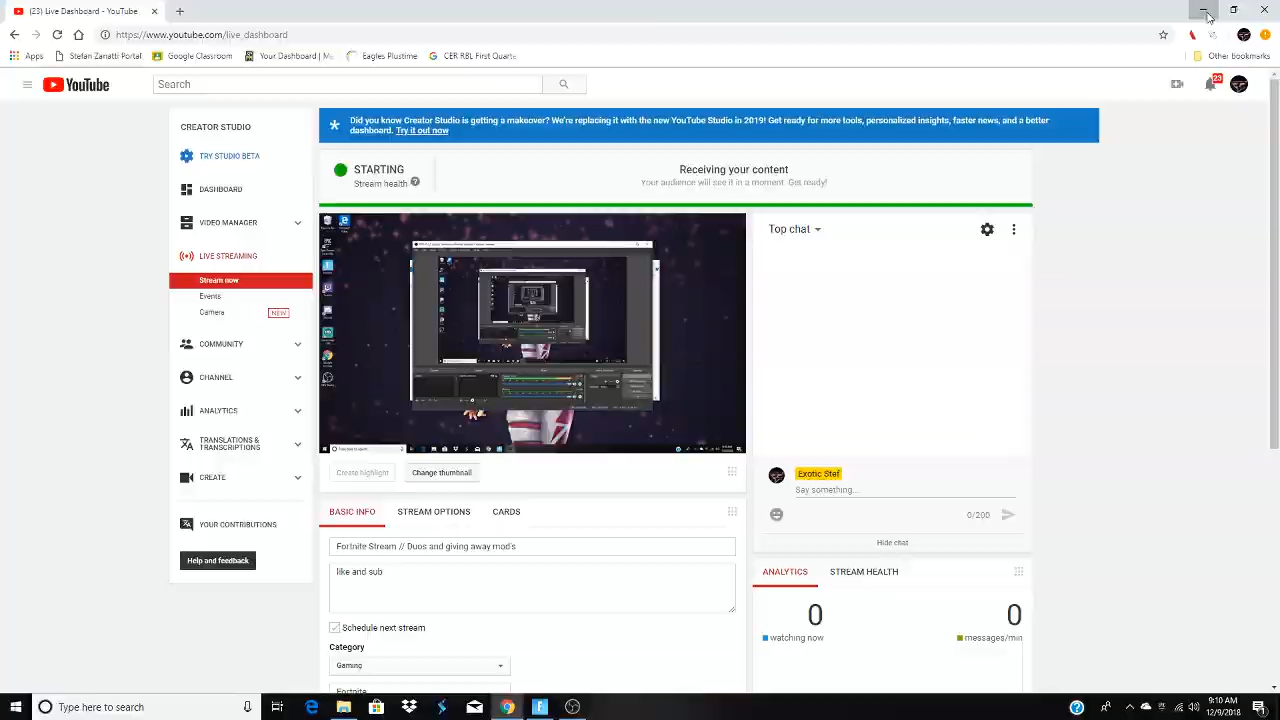 (23) Live Dashboard - YouTube
https://www.youtube.com/live_dashboard
Apps
Stefan Zanatti Portal
Google Classroom
Your Dashboard | Mu
Eagles Plustime
CER RBL First Quarte
Other Bookmarks
YouTube
Search
23
CREATOR STUDIO
TRY STUDIO BETA
DASHBOARD
VIDEO MANAGER
LIVE STREAMING
Stream now
Events
Camera
NEW
COMMUNITY
CHANNEL
ANALYTICS
TRANSLATIONS &
TRANSCRIPTIONS
CREATE
YOUR CONTRIBUTIONS
Help and feedback
Did you know Creator Studio is getting a makeover? We're replacing it with the new YouTube Studio in 2019! Get ready for more tools, personalized insights, faster news, and a better
dashboard. Try it out now
STARTING
Stream health
Receiving your content
Your audience will see it in a moment. Get ready!
Create highlight
Change thumbnail
BASIC INFO
STREAM OPTIONS
CARDS
Fortnite Stream // Duos and giving away mod's
like and sub
Schedule next stream
Category
Gaming
Fortnite
Top chat
Exotic Stef
Say something...
0/200
Hide chat
ANALYTICS
STREAM HEALTH
0
watching now
0
messages/min
Type here to search
9:10 AM
12/9/2018